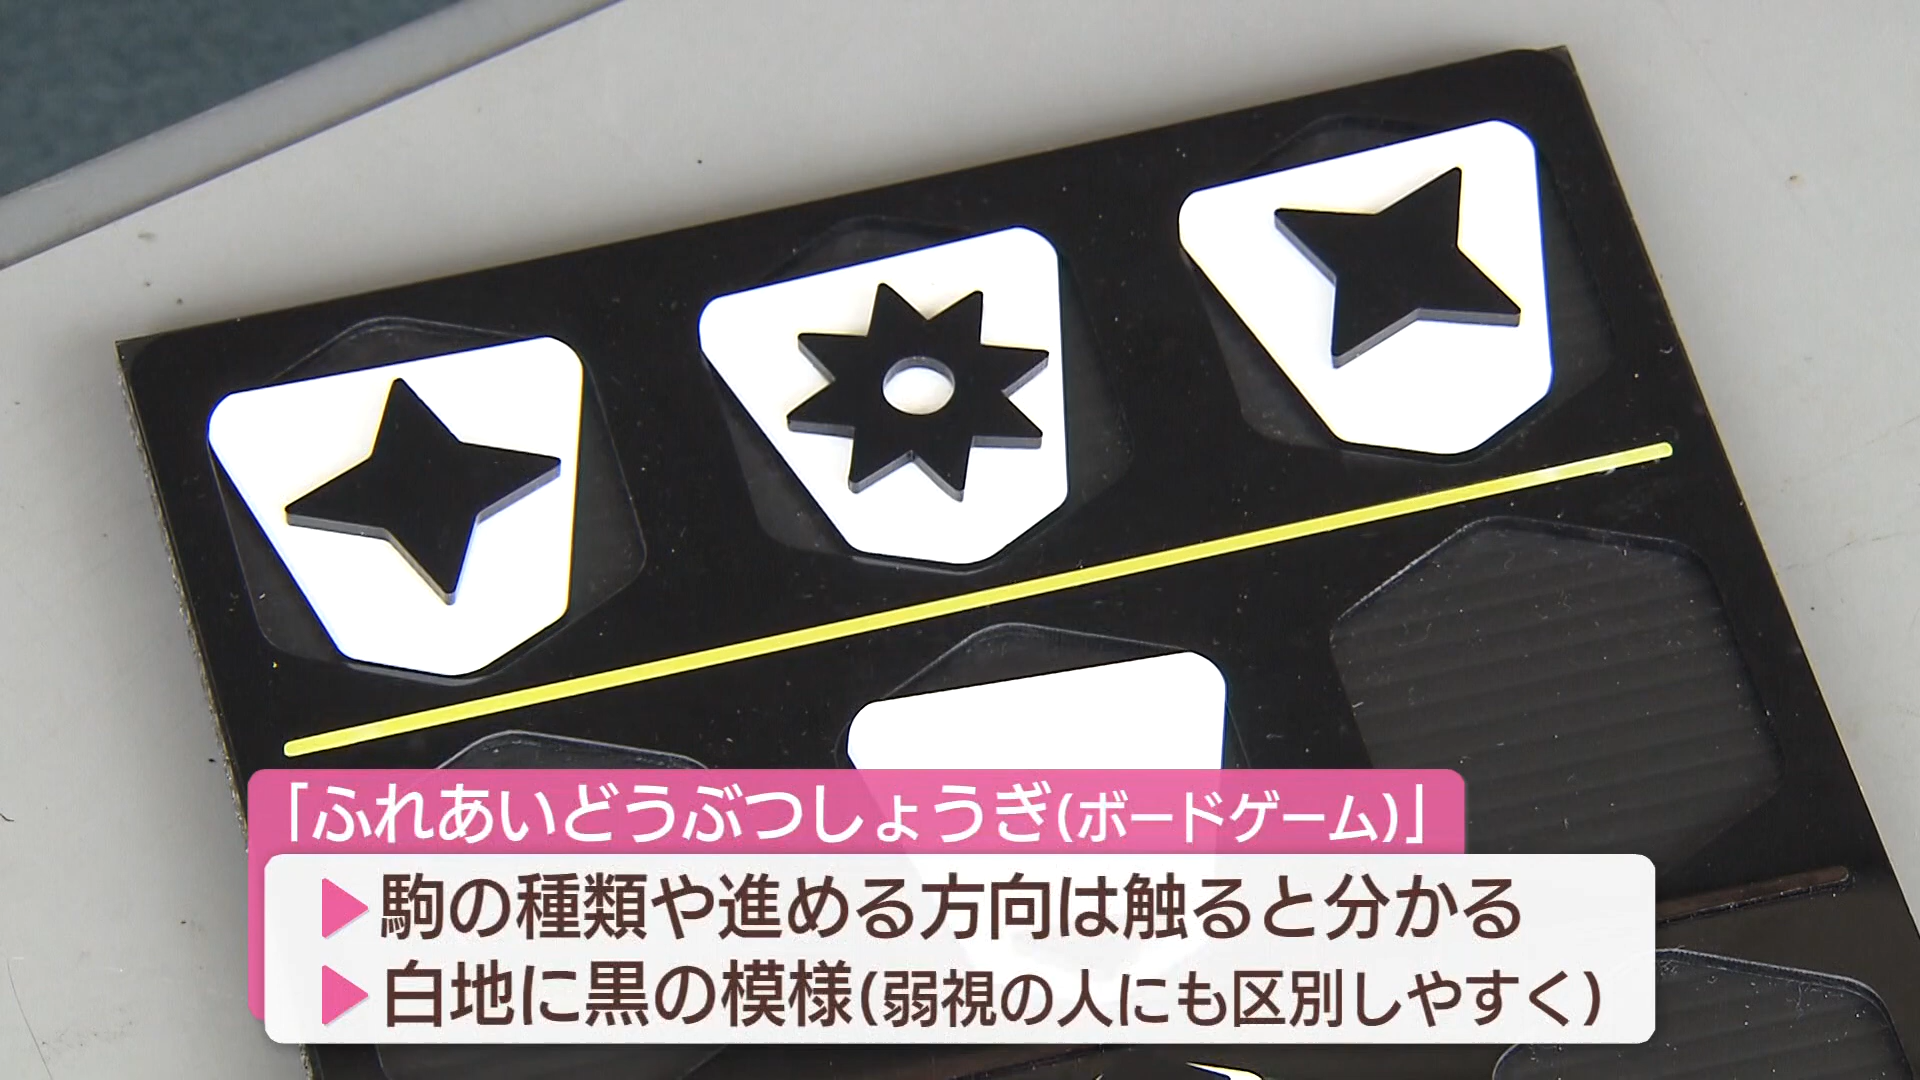 「ふれあいどうぶつしょうぎ(ボードゲーム)」
▶駒の種類や進める方向は触ると分かる
▶白地に黒の模様(弱視の人にも区別しやすく)